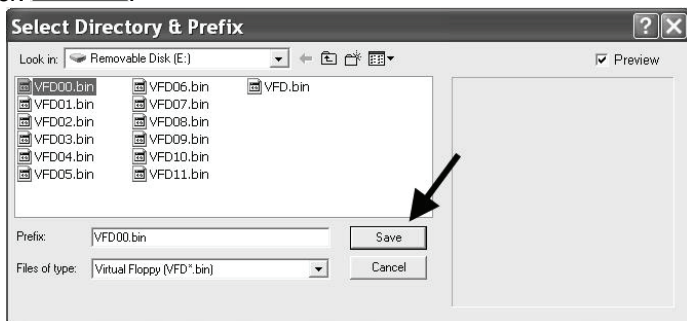 Select Directory & Prefix
Look in: Removable Disk (E:)
Preview
VFD00.bin VFD06.bin VFD.bin
VFD01.bin VFD07.bin
VFD02.bin VFD08.bin
VFD03.bin VFD09.bin
VFD04.bin VFD10.bin
VFD05.bin VFD11.bin
Prefix: VFD00.bin Save
Files of type: Virtual Floppy (VFD*.bin) Cancel